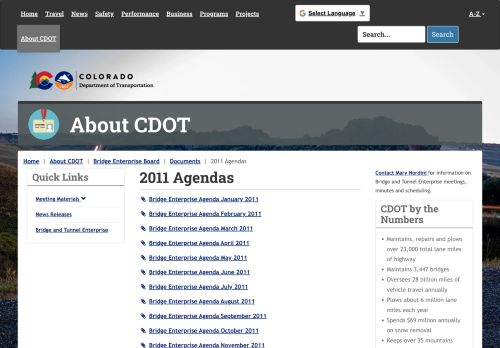 Home Travel News Safety Performance Business Programs Projects
Select Language ▼
A-Z
About CDOT
Search...
Search
COLORADO
Department of Transportation
About CDOT
Home | About CDOT | Bridge Enterprise Board | Documents | 2011 Agendas
Quick Links
Meeting Materials
News Releases
Bridge and Tunnel Enterprise
2011 Agendas
Bridge Enterprise Agenda January 2011
Bridge Enterprise Agenda February 2011
Bridge Enterprise Agenda March 2011
Bridge Enterprise Agenda April 2011
Bridge Enterprise Agenda May 2011
Bridge Enterprise Agenda June 2011
Bridge Enterprise Agenda July 2011
Bridge Enterprise Agenda August 2011
Bridge Enterprise Agenda September 2011
Bridge Enterprise Agenda October 2011
Bridge Enterprise Agenda November 2011
Contact Mary Nordini for information on
Bridge and Tunnel Enterprise meetings,
minutes and scheduling.
CDOT by the
Numbers
Maintains, repairs and plows
over 23,000 total lane miles
of highway
Maintains 3,447 bridges
Oversees 28 billion miles of
vehicle travel annually
Plows about 6 million lane
miles each year
Spends $69 million annually
on snow removal
Keeps over 35 mountains